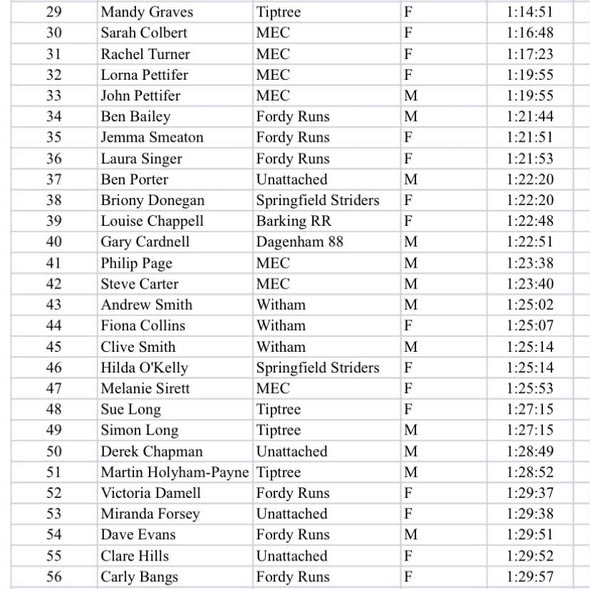 29 Mandy Graves Tiptree F 1:14:51
30 Sarah Colbert MEC F 1:16:48
31 Rachel Turner MEC F 1:17:23
32 Lorna Pettifer MEC F 1:19:55
33 John Pettifer MEC M 1:19:55
34 Ben Bailey Fordy Runs M 1:21:44
35 Jemma Smeaton Fordy Runs F 1:21:51
36 Laura Singer Fordy Runs F 1:21:53
37 Ben Porter Unattached M 1:22:20
38 Briony Donegan Springfield Striders F 1:22:20
39 Louise Chappell Barking RR F 1:22:48
40 Gary Cardnell Dagenham 88 M 1:22:51
41 Philip Page MEC M 1:23:38
42 Steve Carter MEC M 1:23:40
43 Andrew Smith Witham M 1:25:02
44 Fiona Collins Witham F 1:25:07
45 Clive Smith Witham M 1:25:14
46 Hilda O'Kelly Springfield Striders F 1:25:14
47 Melanie Sirett MEC F 1:25:53
48 Sue Long Tiptree F 1:27:15
49 Simon Long Tiptree M 1:27:15
50 Derek Chapman Unattached M 1:28:49
51 Martin Holyham-Payne Tiptree M 1:28:52
52 Victoria Damell Fordy Runs F 1:29:37
53 Miranda Forsey Unattached F 1:29:38
54 Dave Evans Fordy Runs M 1:29:51
55 Clare Hills Unattached F 1:29:52
56 Carly Bangs Fordy Runs F 1:29:57